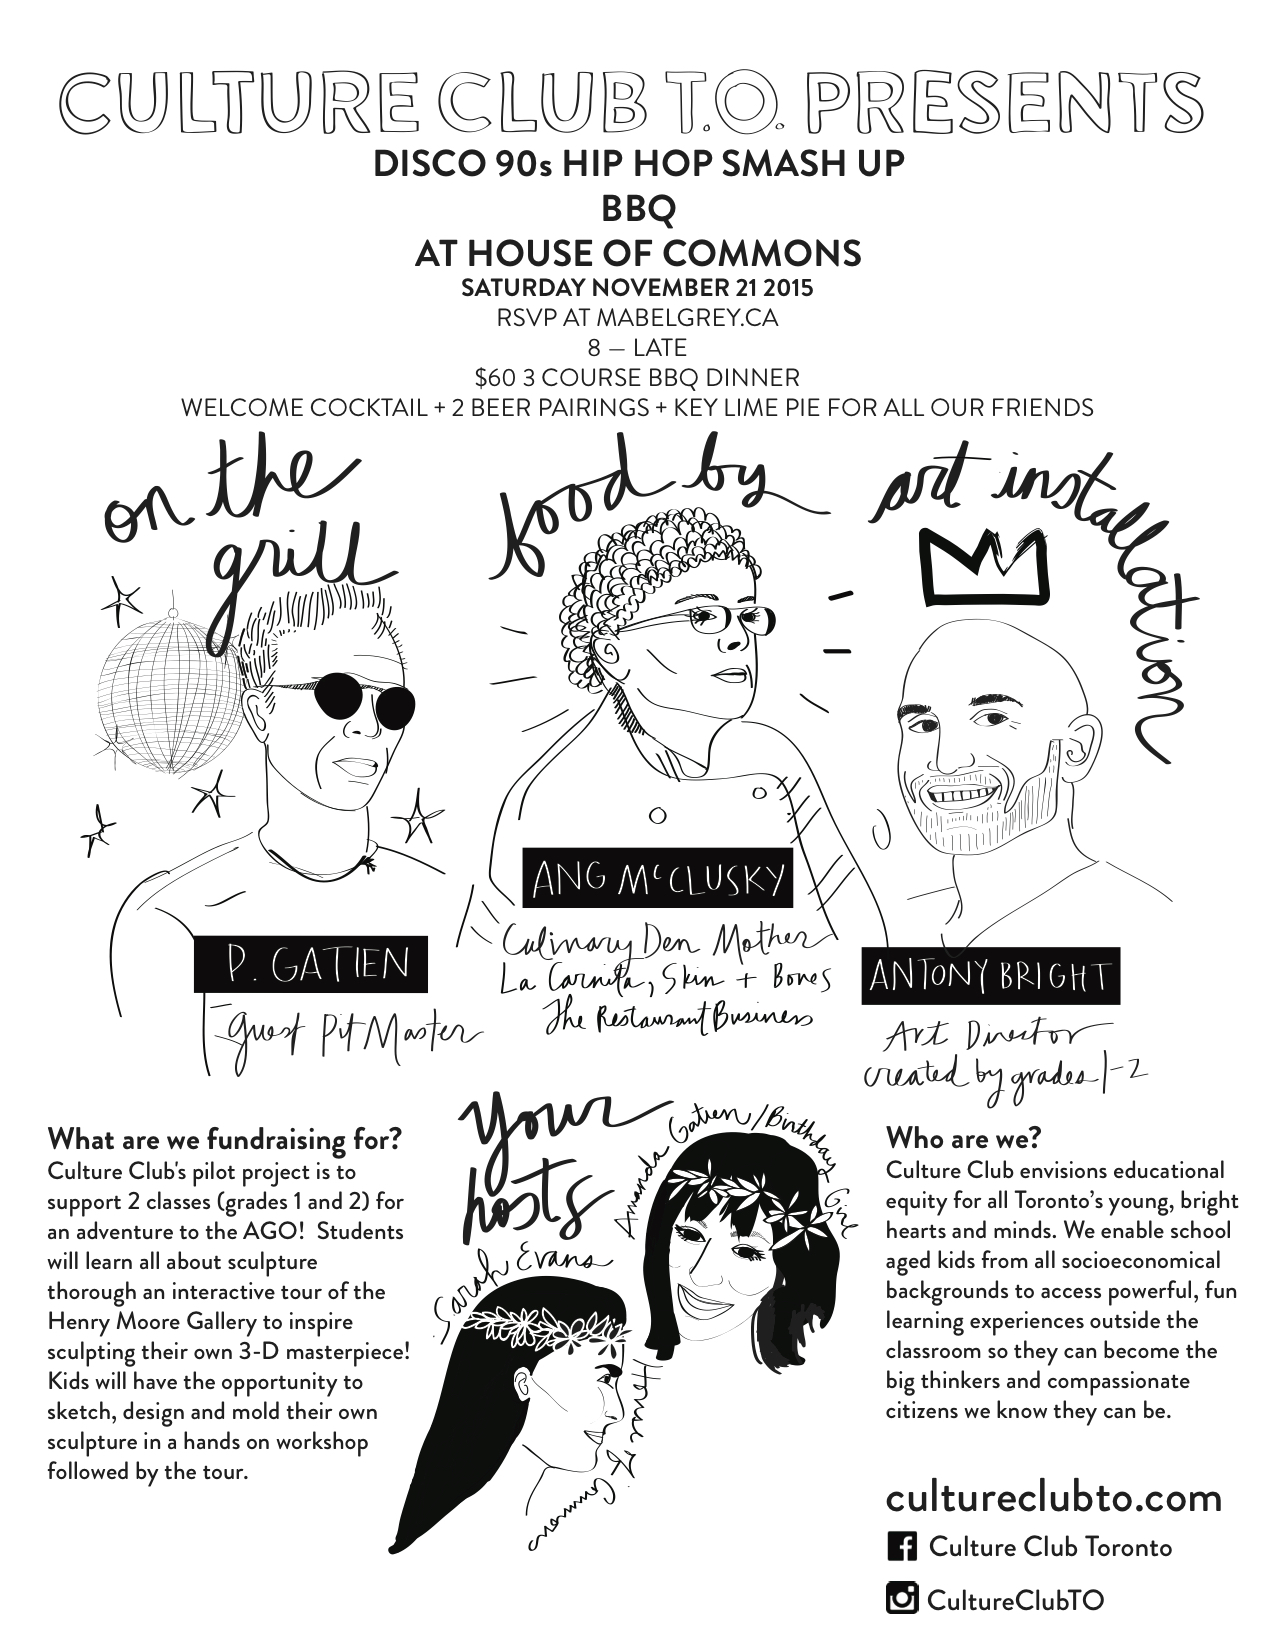 CULTURE CLUB T.O. PRESENTS
DISCO 90s HIP HOP SMASH UP
BBQ
AT HOUSE OF COMMONS
SATURDAY NOVEMBER 21 2015
RSVP AT MABELGREY.CA
8 — LATE
$60 3 COURSE BBQ DINNER
WELCOME COCKTAIL + 2 BEER PAIRINGS + KEY LIME PIE FOR ALL OUR FRIENDS
on the
grill
P. GATIEN
Guest Pit Master
food by
ANG McCLUSKY
Culinary Den Mother
La Carnita, Skin + Bones
The Restaurant Business
art installation
ANTONY BRIGHT
Art Director
created by grades 1-2
What are we fundraising for?
Culture Club's pilot project is to
support 2 classes (grades 1 and 2) for
an adventure to the AGO!  Students
will learn all about sculpture
thorough an interactive tour of the
Henry Moore Gallery to inspire
sculpting their own 3-D masterpiece!
Kids will have the opportunity to
sketch, design and mold their own
sculpture in a hands on workshop
followed by the tour.
Your
hosts
Amanda Gatien/Birthday Girl
Sarah Evans
House of Commons
Who are we?
Culture Club envisions educational
equity for all Toronto's young, bright
hearts and minds. We enable school
aged kids from all socioeconomical
backgrounds to access powerful, fun
learning experiences outside the
classroom so they can become the
big thinkers and compassionate
citizens we know they can be.
cultureclubto.com
Culture Club Toronto
CultureClubTO